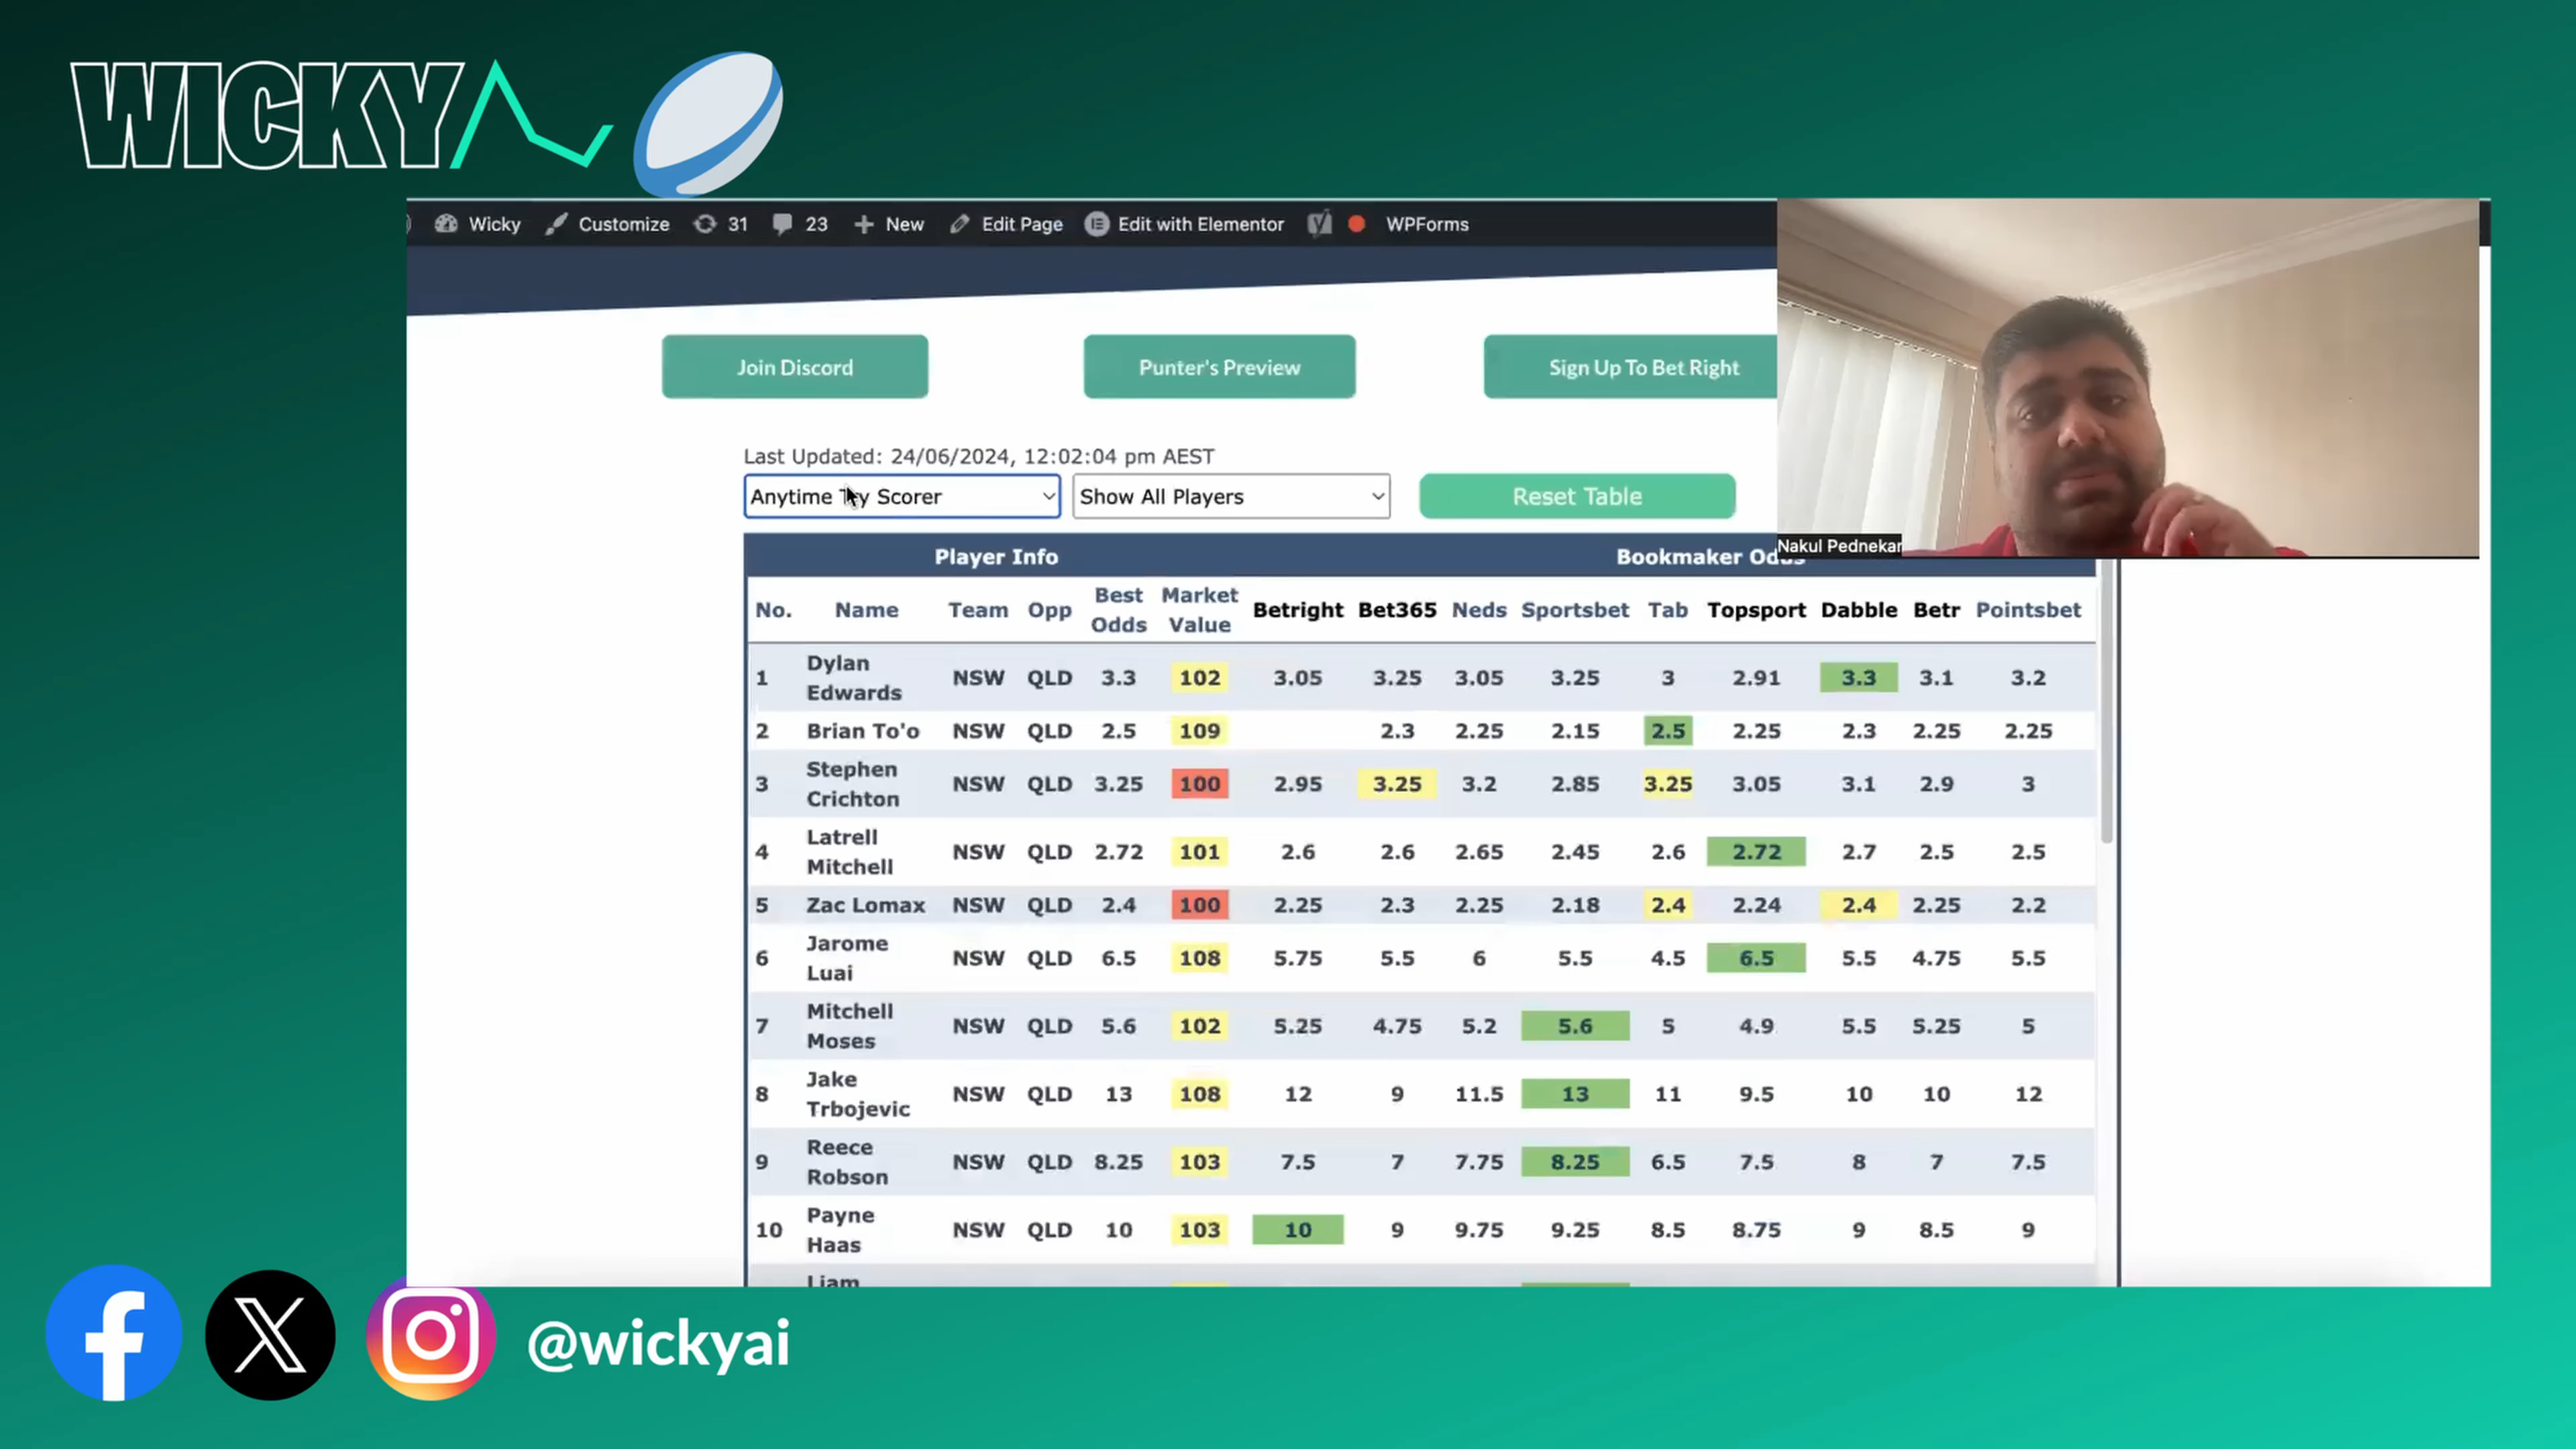 WICKY
Wicky Customize 31 23 New Edit Page Edit with Elementor WPForms
Join Discord Punter's Preview Sign Up To Bet Right
Last Updated: 24/06/2024, 12:02:04 pm AEST
Anytime Try Scorer Show All Players Reset Table
Nakul Pednekar
Player Info Bookmaker Odds
No. Name Team Opp Best Odds Market Value Betright Bet365 Neds Sportsbet Tab Topsport Dabble Betr Pointsbet
1 Dylan Edwards NSW QLD 3.3 102 3.05 3.25 3.05 3.25 3 2.91 3.3 3.1 3.2
2 Brian To'o NSW QLD 2.5 109 2.3 2.25 2.15 2.5 2.25 2.3 2.25 2.25
3 Stephen Crichton NSW QLD 3.25 100 2.95 3.25 3.2 2.85 3.25 3.05 3.1 2.9 3
4 Latrell Mitchell NSW QLD 2.72 101 2.6 2.6 2.65 2.45 2.6 2.72 2.7 2.5 2.5
5 Zac Lomax NSW QLD 2.4 100 2.25 2.3 2.25 2.18 2.4 2.24 2.4 2.25 2.2
6 Jarome Luai NSW QLD 6.5 108 5.75 5.5 6 5.5 4.5 6.5 5.5 4.75 5.5
7 Mitchell Moses NSW QLD 5.6 102 5.25 4.75 5.2 5.6 5 4.9 5.5 5.25 5
8 Jake Trbojevic NSW QLD 13 108 12 9 11.5 13 11 9.5 10 10 12
9 Reece Robson NSW QLD 8.25 103 7.5 7 7.75 8.25 6.5 7.5 8 7 7.5
10 Payne Haas NSW QLD 10 103 10 9 9.75 9.25 8.5 8.75 9 8.5 9
Liam
@wickyai